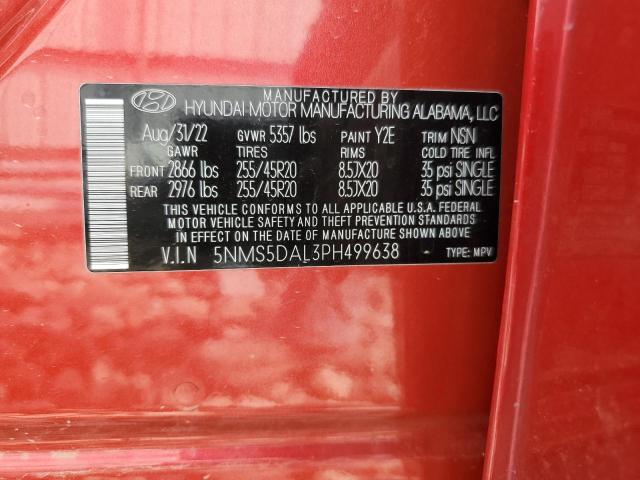 MANUFACTURED BY
HYUNDAI MOTOR MANUFACTURING ALABAMA, LLC
Aug/31/22 GVWR 5357 lbs PAINT Y2E TRIM NSN
GAWR TIRES RIMS COLD TIRE INFL
FRONT 2866 lbs 255/45R20 8.5JX20 35 psi SINGLE
REAR 2976 lbs 255/45R20 8.5JX20 35 psi SINGLE
THIS VEHICLE CONFORMS TO ALL APPLICABLE U.S.A. FEDERAL
MOTOR VEHICLE SAFETY AND THEFT PREVENTION STANDARDS
IN EFFECT ON THE DATE OF MANUFACTURE SHOWN ABOVE.
V.I.N 5NMS5DAL3PH499638 TYPE: MPV